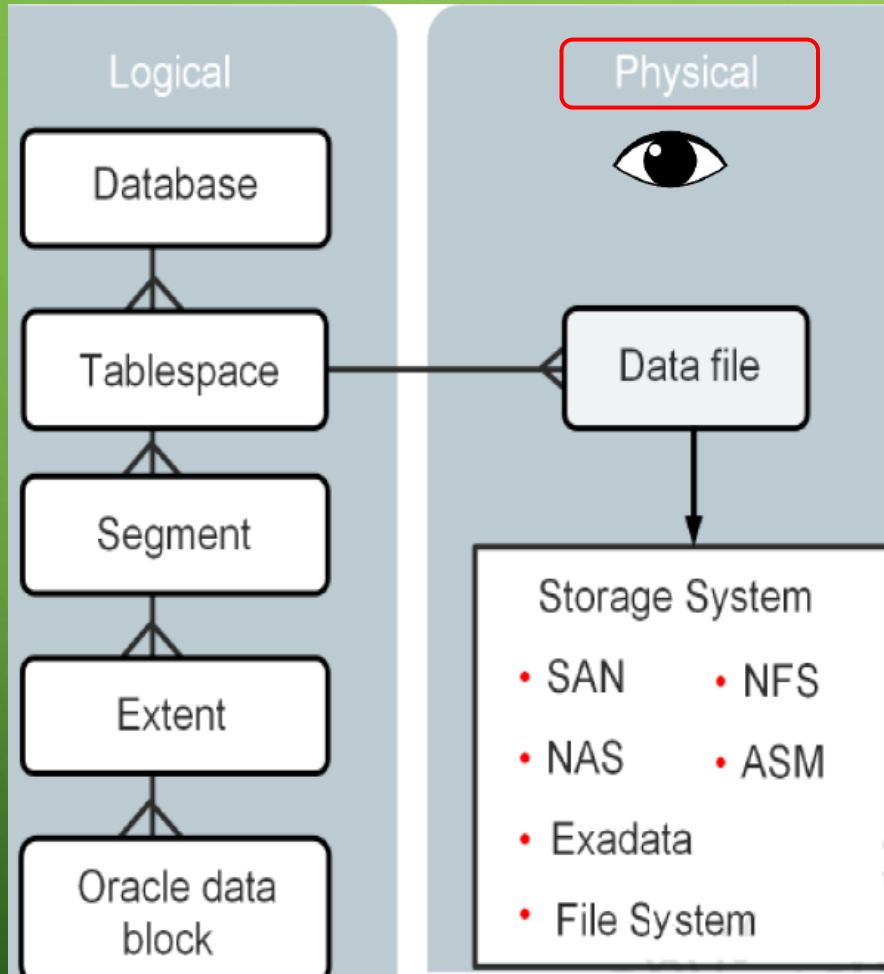 Logical
Database
Tablespace
Segment
Extent
Oracle data
block
Physical
Data file
Storage System
• SAN
• NFS
• NAS
• ASM
• Exadata
• File System